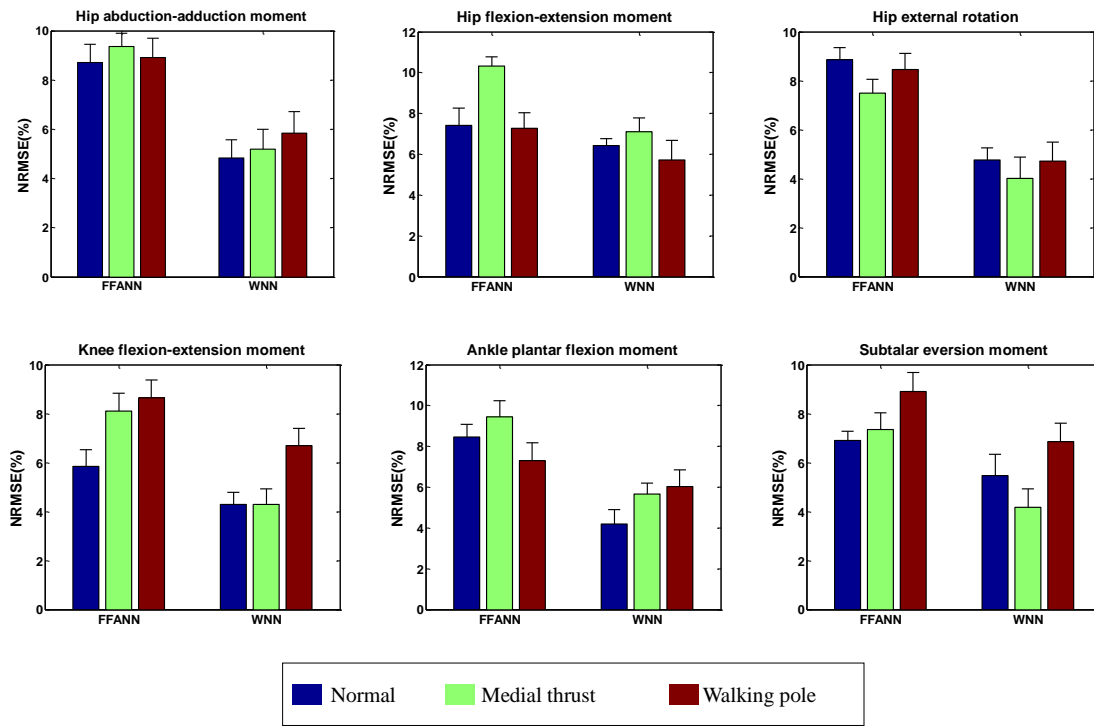 Hip abduction-adduction moment
NRMSE(%)
10
8
6
4
2
0
FFANN WNN
Hip flexion-extension moment
NRMSE(%)
12
10
8
6
4
2
0
FFANN WNN
Hip external rotation
NRMSE(%)
10
8
6
4
2
0
FFANN WNN
Knee flexion-extension moment
NRMSE(%)
10
8
6
4
2
0
FFANN WNN
Ankle plantar flexion moment
NRMSE(%)
12
10
8
6
4
2
0
FFANN WNN
Subtalar eversion moment
NRMSE(%)
10
8
6
4
2
0
FFANN WNN
Normal Medial thrust Walking pole